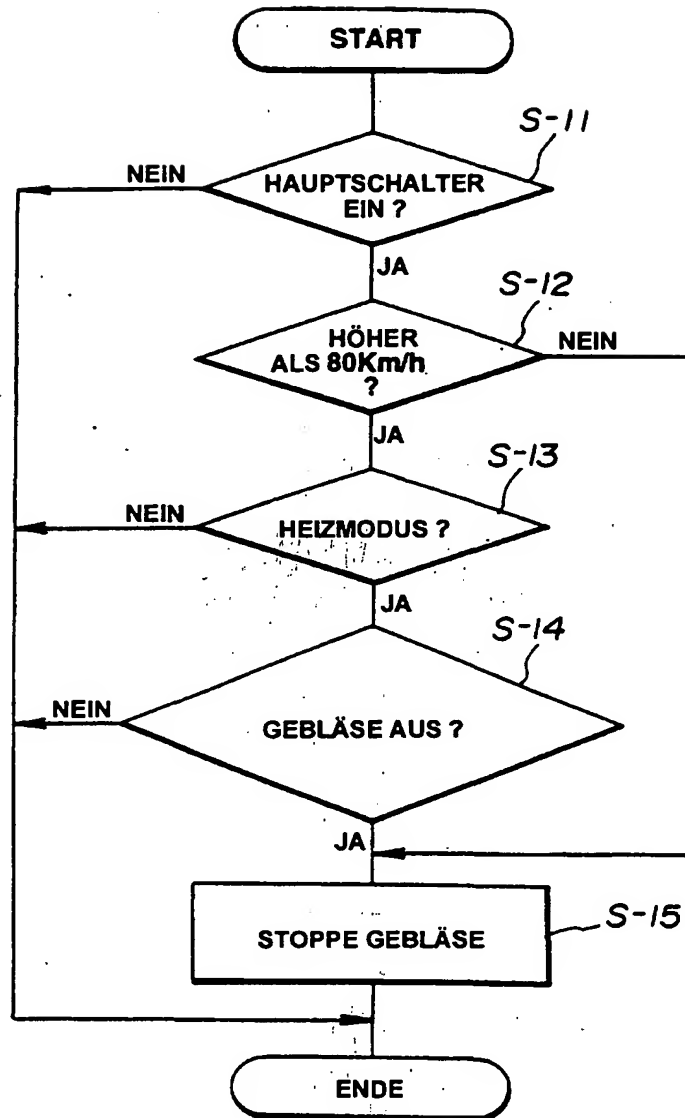 START
S-11
NEIN
HAUPTSCHALTER
EIN ?
JA
S-12
HÖHER
ALS 80Km/h
?
NEIN
JA
S-13
NEIN
HEIZMODUS ?
JA
S-14
NEIN
GEBLÄSE AUS ?
JA
STOPPE GEBLÄSE
S-15
ENDE